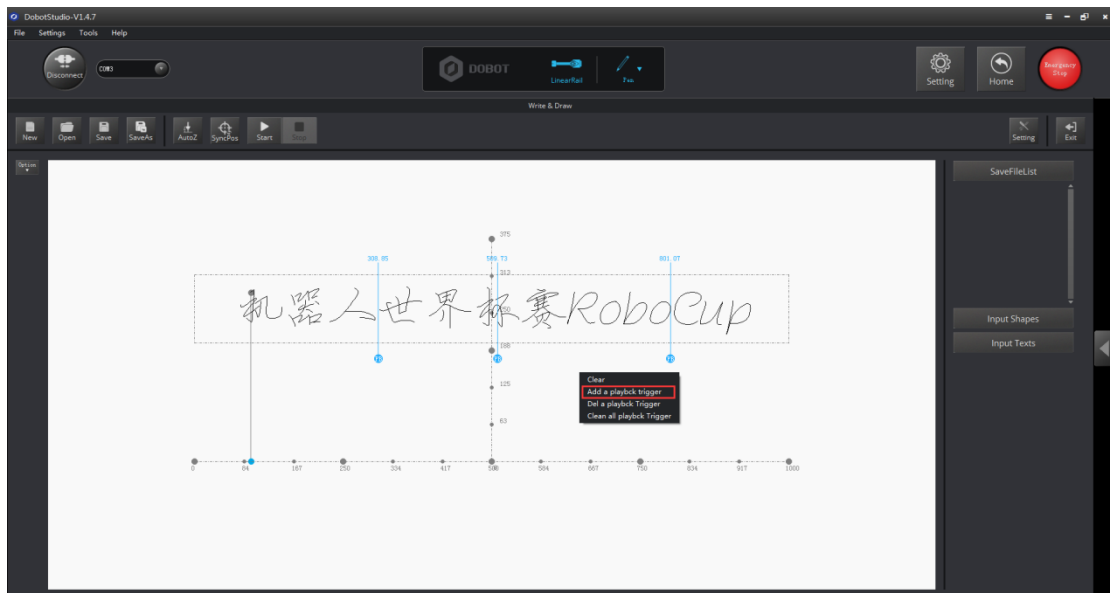 DobotStudio-V1.4.7
File Settings Tools Help
Disconnect COM3 DOBOT LinearRail Pen Setting Home Emergency Stop
Write & Draw
New Open Save SaveAs AutoZ SyncPos Start Stop Setting Exit
Option SaveFileList
375
308.85 801.07
313
机器人世界杯赛RoboCup
250
188
Input Shapes
Input Texts
Clear
125
Add a playbck trigger
Del a playbck Trigger
Clean all playbck Trigger
63
0 84 167 250 334 417 500 584 667 750 834 917 1000